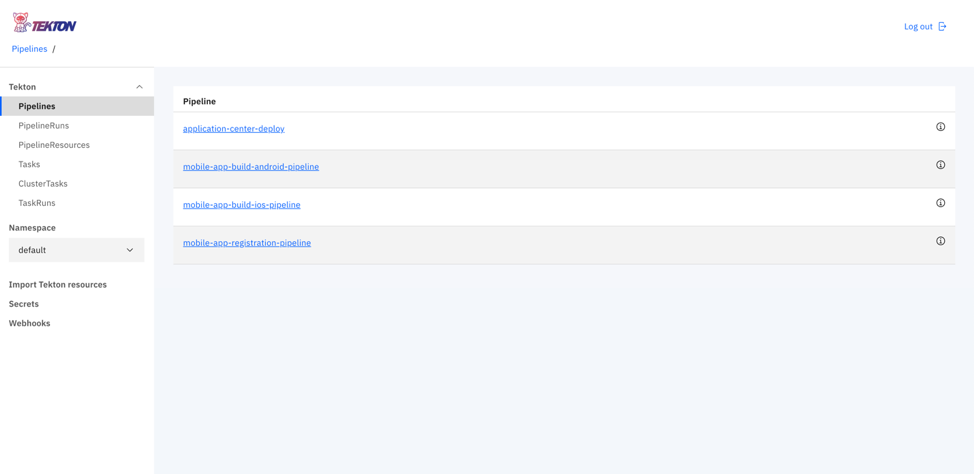 TEKTON
Log out
Pipelines /
Tekton
Pipelines
PipelineRuns
PipelineResources
Tasks
ClusterTasks
TaskRuns
Namespace
default
Import Tekton resources
Secrets
Webhooks
Pipeline
application-center-deploy
mobile-app-build-android-pipeline
mobile-app-build-ios-pipeline
mobile-app-registration-pipeline